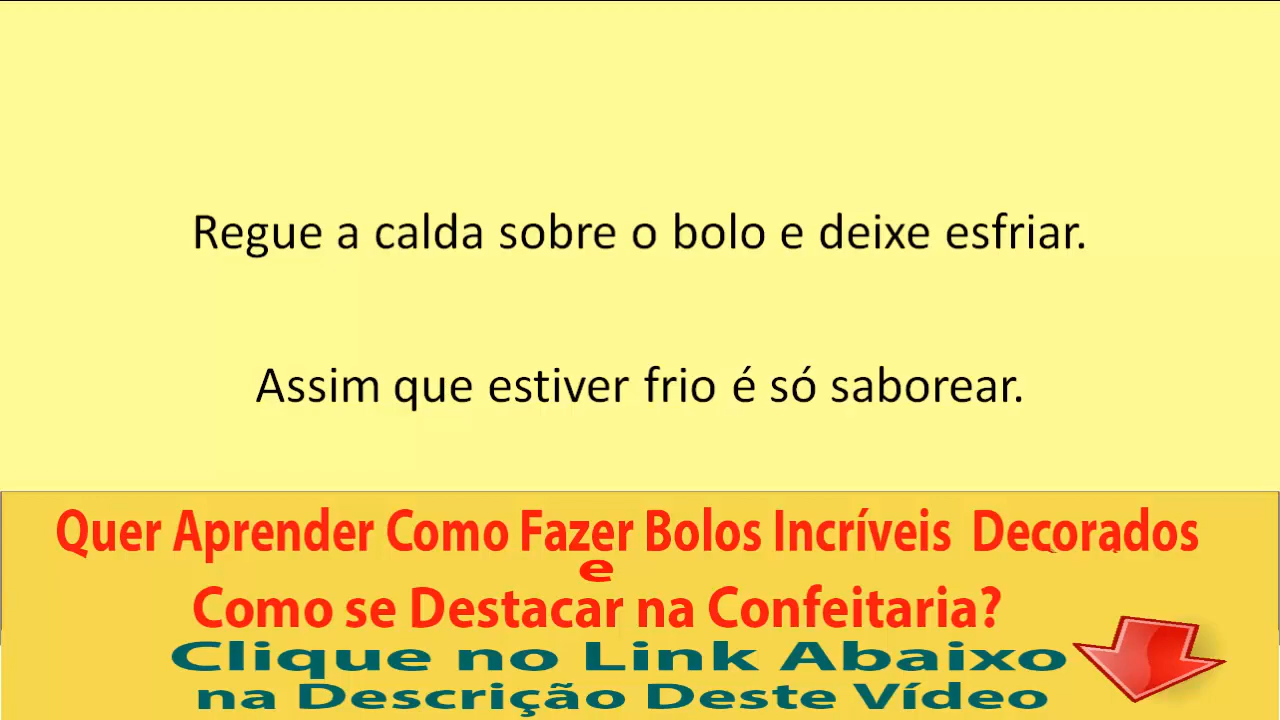 Regue a calda sobre o bolo e deixe esfriar.
Assim que estiver frio é só saborear.
Quer Aprender Como Fazer Bolos Incríveis Decorados
e
Como se Destacar na Confeitaria?
Clique no Link Abaixo
na Descrição Deste Vídeo